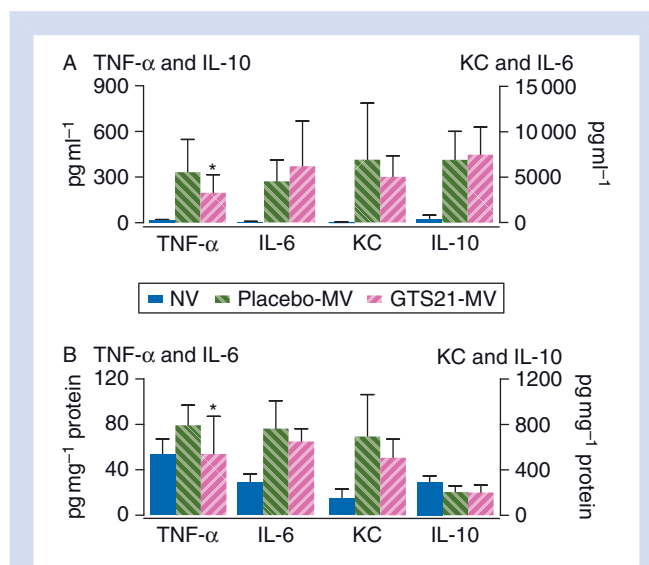 A TNF-α and IL-10 KC and IL-6
900 15 000
600 10 000
300 5000
0 0
pg ml⁻¹ pg ml⁻¹
* 
TNF-α IL-6 KC IL-10
NV Placebo-MV GTS21-MV
B TNF-α and IL-6 KC and IL-10
120 1200
80 800
40 400
0 0
pg mg⁻¹ protein pg mg⁻¹ protein
*
TNF-α IL-6 KC IL-10